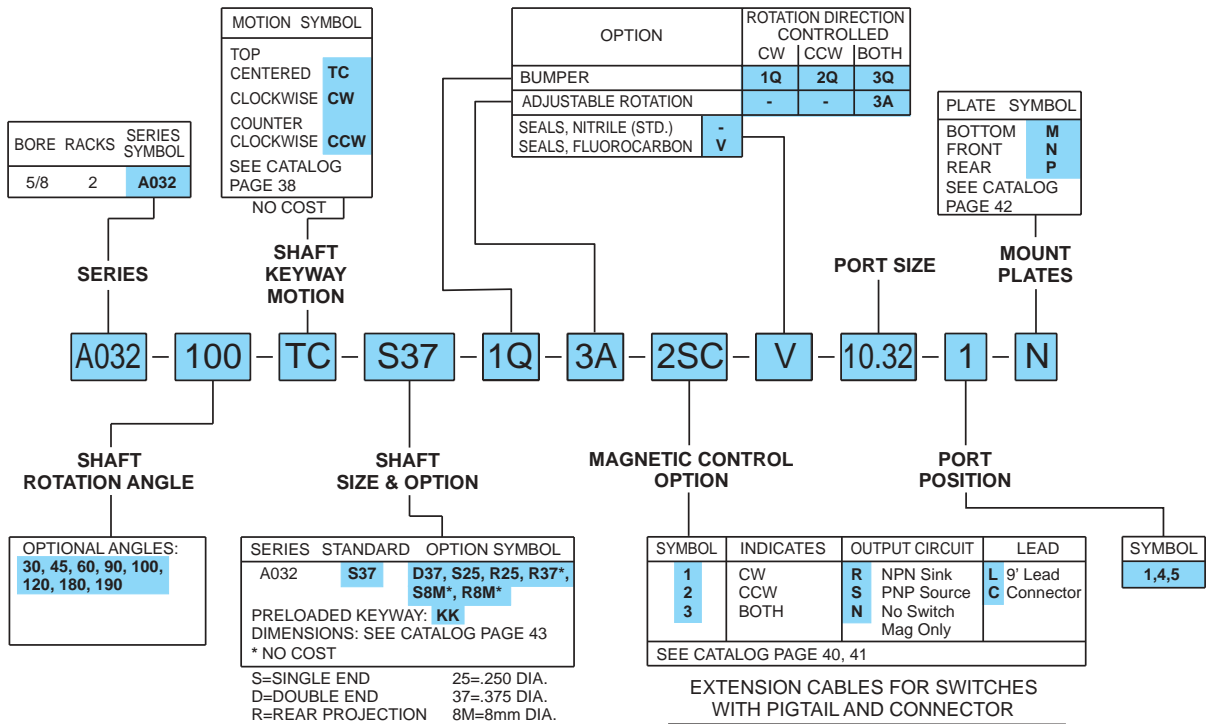 MOTION SYMBOL
TOP
CENTERED TC
CLOCKWISE CW
COUNTER
CLOCKWISE CCW
SEE CATALOG
PAGE 38
NO COST
OPTION
ROTATION DIRECTION
CONTROLLED
CW CCW BOTH
BUMPER 1Q 2Q 3Q
ADJUSTABLE ROTATION - - 3A
SEALS, NITRILE (STD.) -
SEALS, FLUOROCARBON V
PLATE SYMBOL
BOTTOM M
FRONT N
REAR P
SEE CATALOG
PAGE 42
BORE RACKS SERIES
SYMBOL
5/8 2 A032
SERIES
SHAFT
KEYWAY
MOTION
PORT SIZE
MOUNT
PLATES
A032 - 100 - TC - S37 - 1Q - 3A - 2SC - V - 10.32 - 1 - N
SHAFT
ROTATION ANGLE
SHAFT
SIZE & OPTION
MAGNETIC CONTROL
OPTION
PORT
POSITION
OPTIONAL ANGLES:
30, 45, 60, 90, 100,
120, 180, 190
SERIES STANDARD OPTION SYMBOL
A032 S37 D37, S25, R25, R37*,
S8M*, R8M*
PRELOADED KEYWAY: KK
DIMENSIONS: SEE CATALOG PAGE 43
* NO COST
S=SINGLE END 25=.250 DIA.
D=DOUBLE END 37=.375 DIA.
R=REAR PROJECTION 8M=8mm DIA.
SYMBOL INDICATES OUTPUT CIRCUIT LEAD
1 CW R NPN Sink L 9' Lead
2 CCW S PNP Source C Connector
3 BOTH N No Switch
Mag Only
SEE CATALOG PAGE 40, 41
EXTENSION CABLES FOR SWITCHES
WITH PIGTAIL AND CONNECTOR
SYMBOL
1,4,5